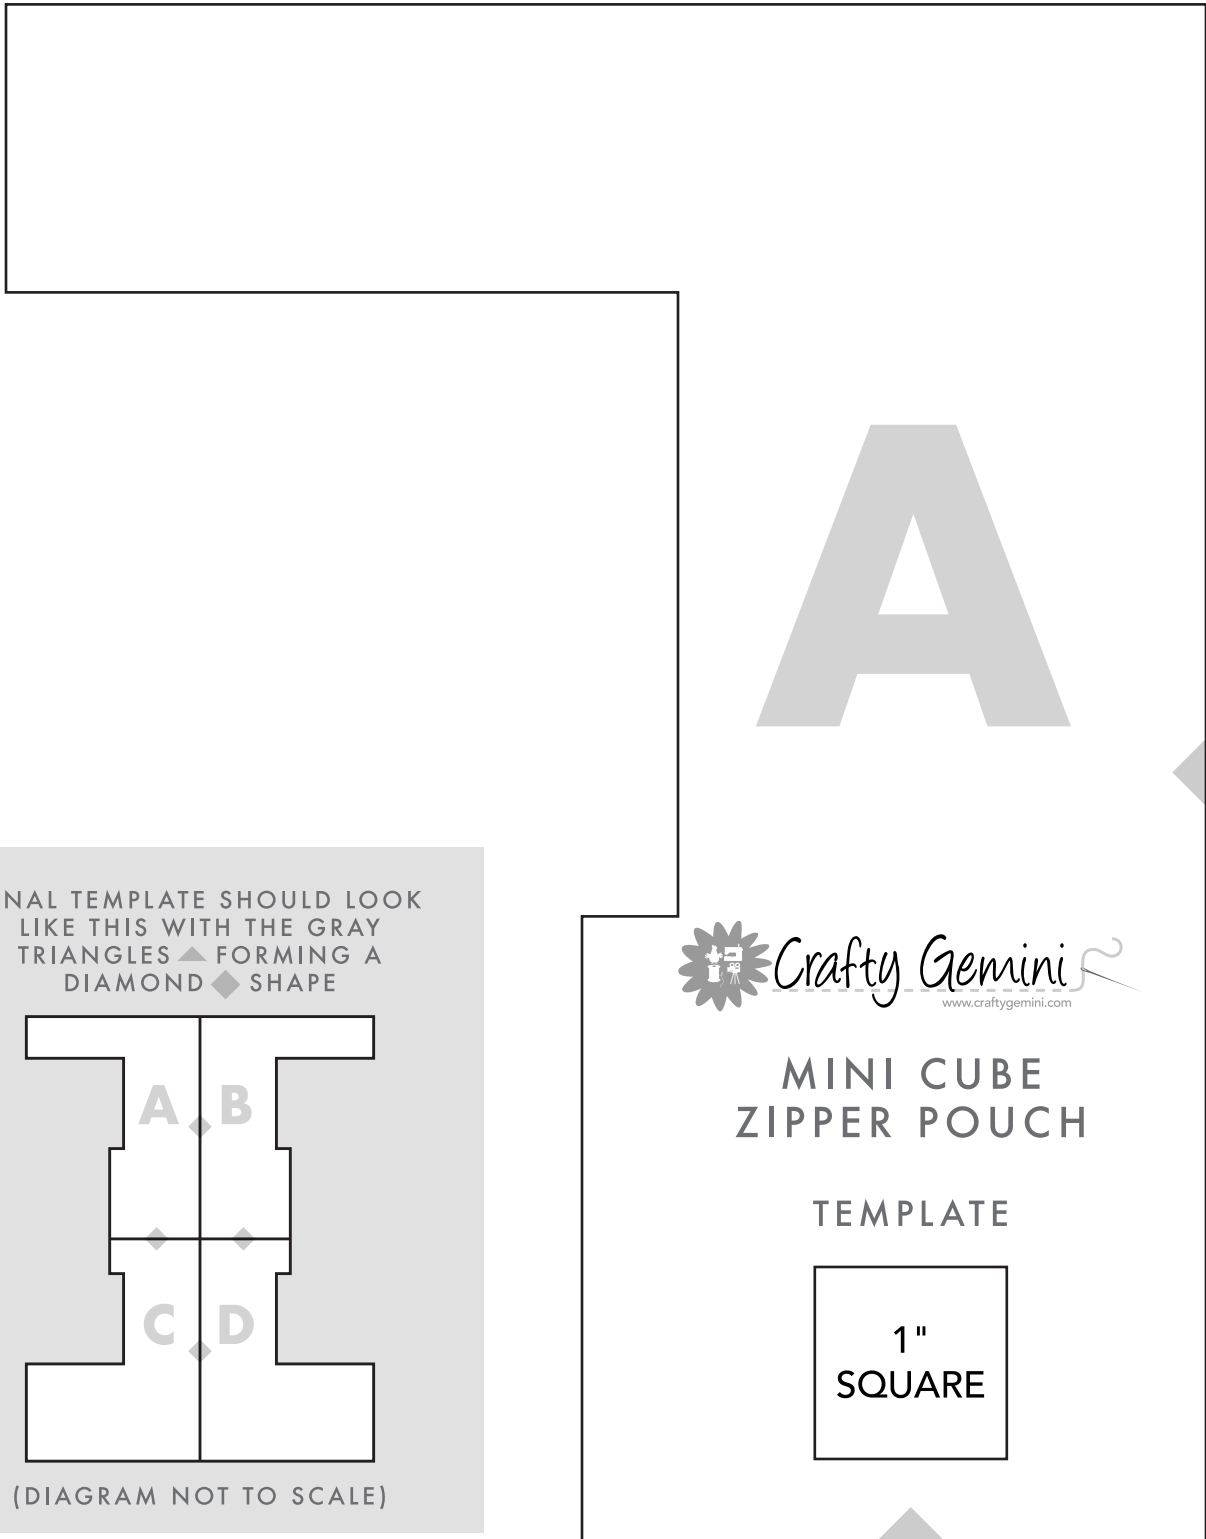 A
NAL TEMPLATE SHOULD LOOK
LIKE THIS WITH THE GRAY
TRIANGLES FORMING A
DIAMOND SHAPE
A B
C D
(DIAGRAM NOT TO SCALE)
Crafty Gemini
www.craftygemini.com
MINI CUBE
ZIPPER POUCH
TEMPLATE
1"
SQUARE